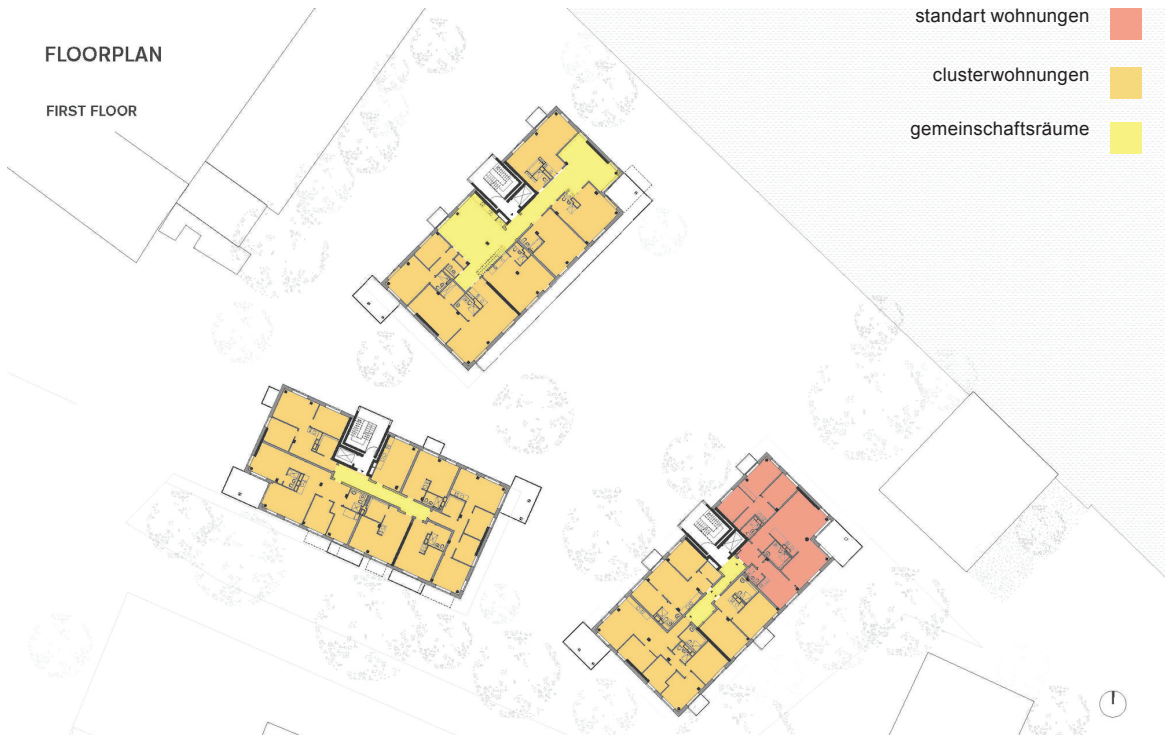 FLOORPLAN
FIRST FLOOR
standart wohnungen
clusterwohnungen
gemeinschaftsräume